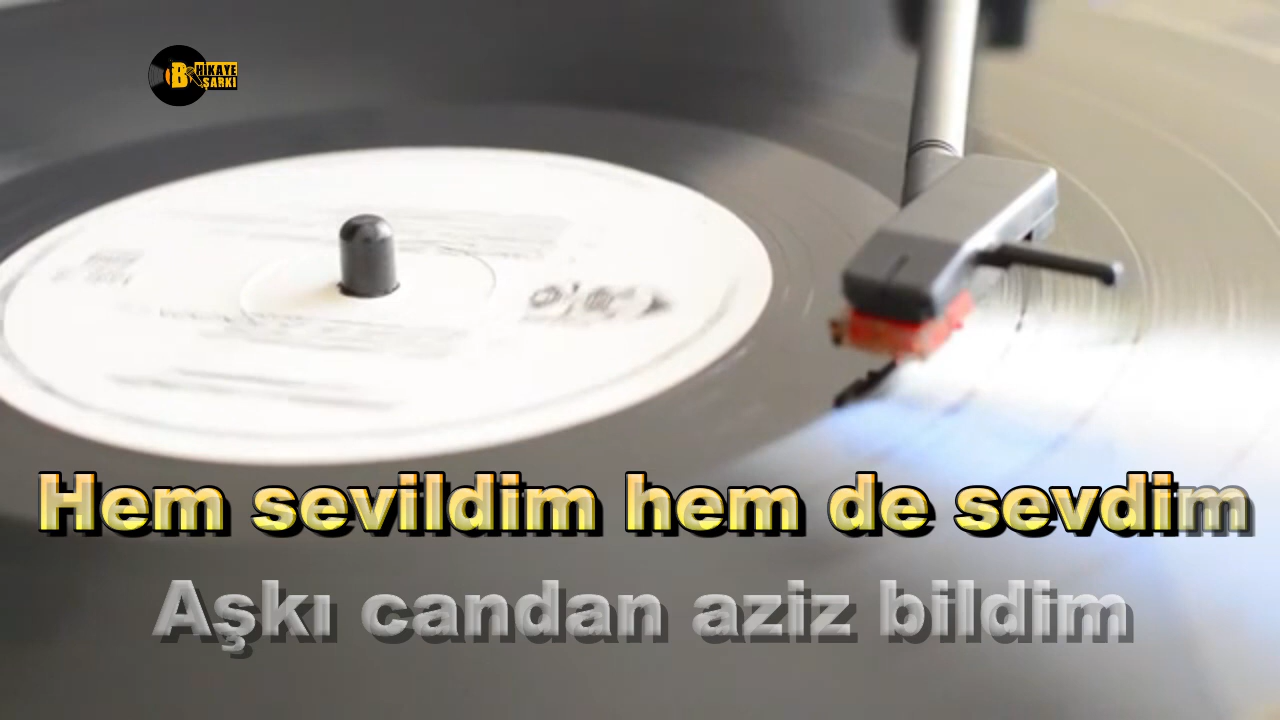 B HİKAYE
ŞARKI
Hem sevildim hem de sevdim
Aşkı candan aziz bildim